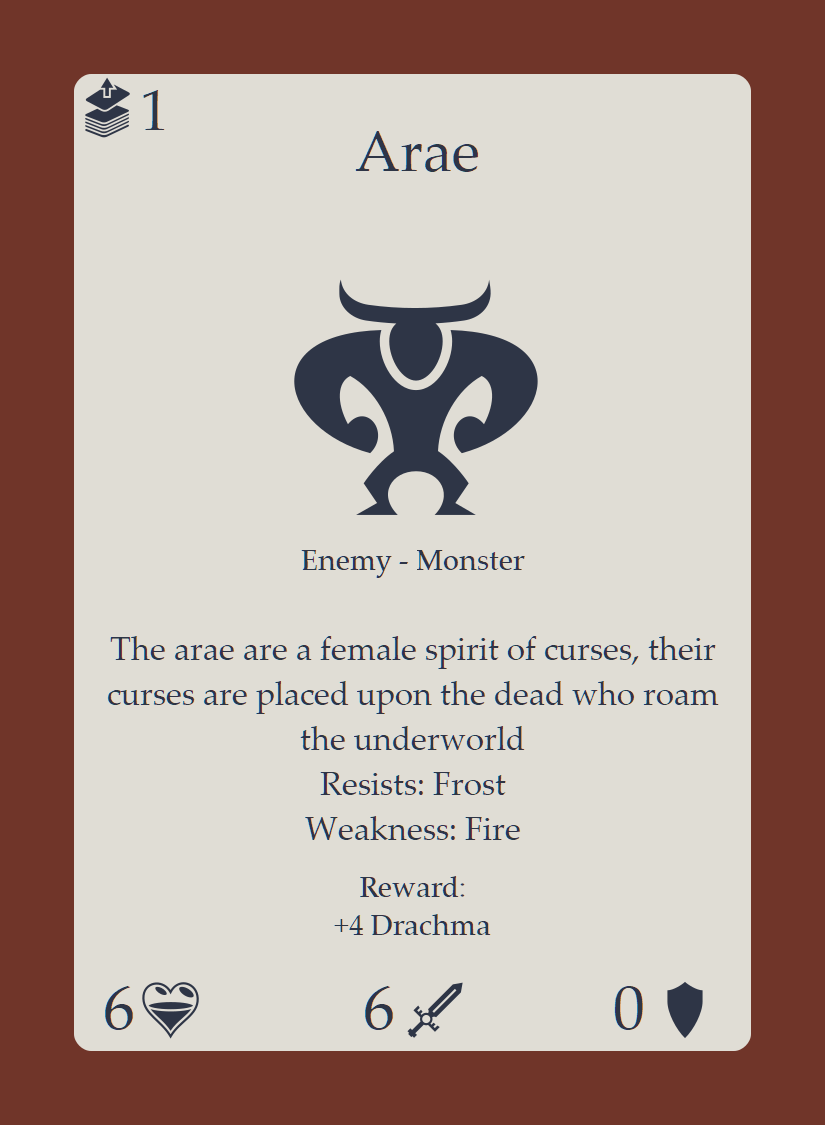 1
Arae
Enemy - Monster
The arae are a female spirit of curses, their
curses are placed upon the dead who roam
the underworld
Resists: Frost
Weakness: Fire
Reward:
+4 Drachma
6 6 0